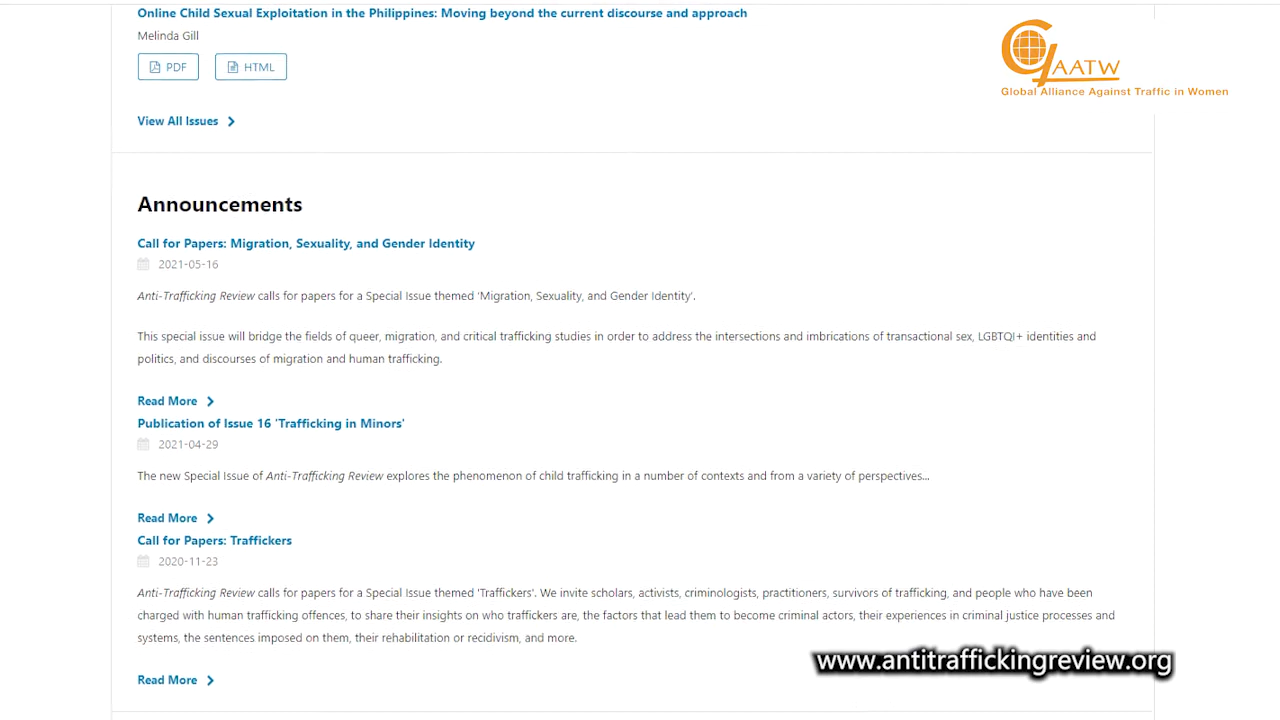 Online Child Sexual Exploitation in the Philippines: Moving beyond the current discourse and approach
Melinda Gill
PDF HTML
GAATW
Global Alliance Against Traffic in Women
View All Issues
Announcements
Call for Papers: Migration, Sexuality, and Gender Identity
2021-05-16
Anti-Trafficking Review calls for papers for a Special Issue themed 'Migration, Sexuality, and Gender Identity'.
This special issue will bridge the fields of queer, migration, and critical trafficking studies in order to address the intersections and imbrications of transactional sex, LGBTQI+ identities and
politics, and discourses of migration and human trafficking.
Read More
Publication of Issue 16 'Trafficking in Minors'
2021-04-29
The new Special Issue of Anti-Trafficking Review explores the phenomenon of child trafficking in a number of contexts and from a variety of perspectives...
Read More
Call for Papers: Traffickers
2020-11-23
Anti-Trafficking Review calls for papers for a Special Issue themed 'Traffickers'. We invite scholars, activists, criminologists, practitioners, survivors of trafficking, and people who have been
charged with human trafficking offences, to share their insights on who traffickers are, the factors that lead them to become criminal actors, their experiences in criminal justice processes and
systems, the sentences imposed on them, their rehabilitation or recidivism, and more.
www.antitraffickingreview.org
Read More